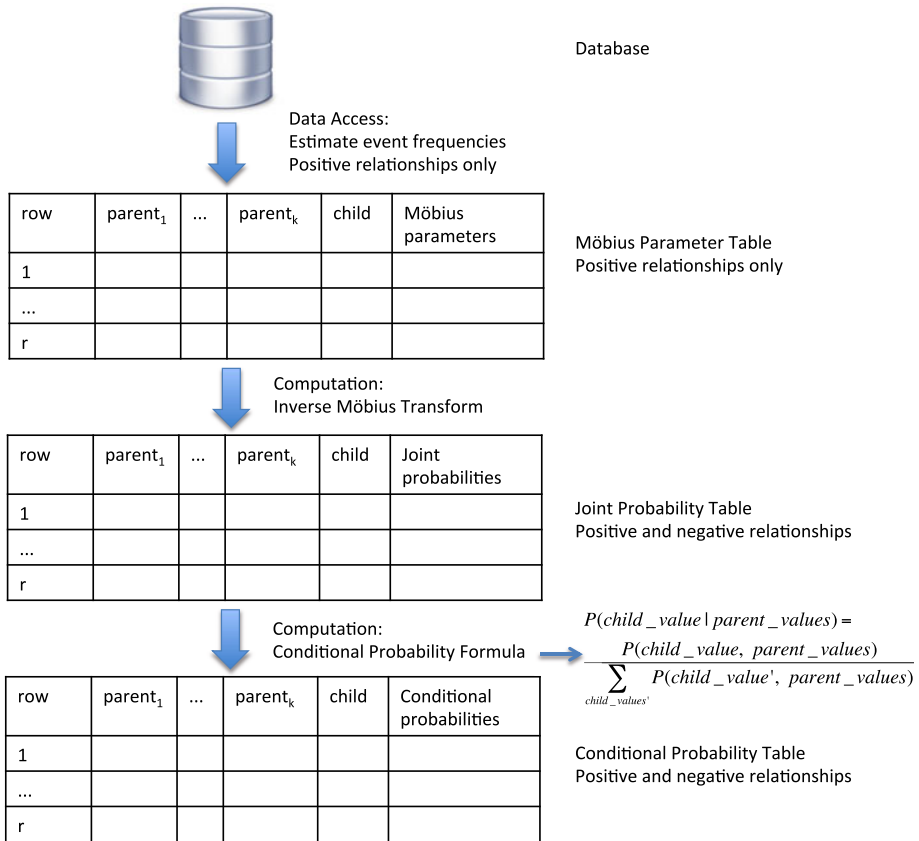 Database
Data Access:
Estimate event frequencies
Positive relationships only
row parent₁ ... parentₖ child Möbius parameters
1
...
r
Möbius Parameter Table
Positive relationships only
Computation:
Inverse Möbius Transform
row parent₁ ... parentₖ child Joint probabilities
1
...
r
Joint Probability Table
Positive and negative relationships
Computation:
Conditional Probability Formula
P(child_value | parent_values) =
P(child_value, parent_values)
∑ P(child_value', parent_values)
child_values'
row parent₁ ... parentₖ child Conditional probabilities
1
...
r
Conditional Probability Table
Positive and negative relationships